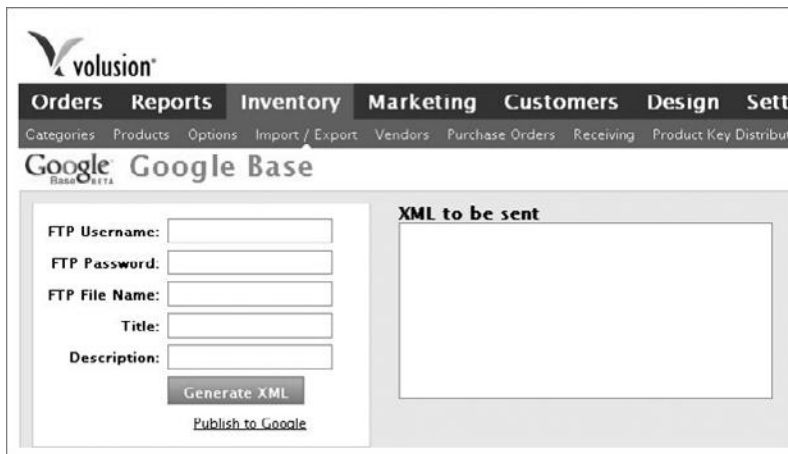 volusion®
Orders Reports Inventory Marketing Customers Design Sett
Categories Products Options Import / Export Vendors Purchase Orders Receiving Product Key Distribut
Google Base BETA Google Base
XML to be sent
FTP Username:
FTP Password:
FTP File Name:
Title:
Description:
Generate XML
Publish to Google